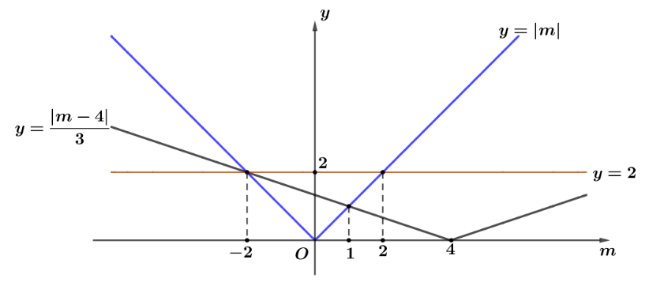 y
y = |m|
y = |m − 4| / 3
2
y = 2
−2
O
1
2
4
m